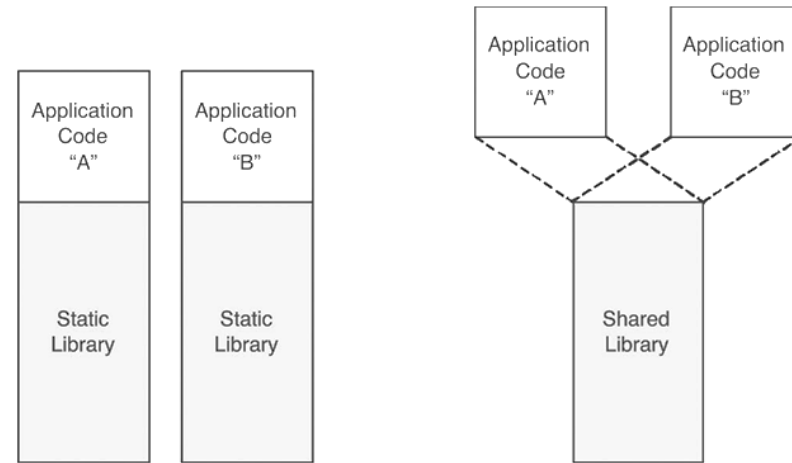 Application
Code
“A”
Static
Library
Application
Code
“B”
Static
Library
Application
Code
“A”
Application
Code
“B”
Shared
Library